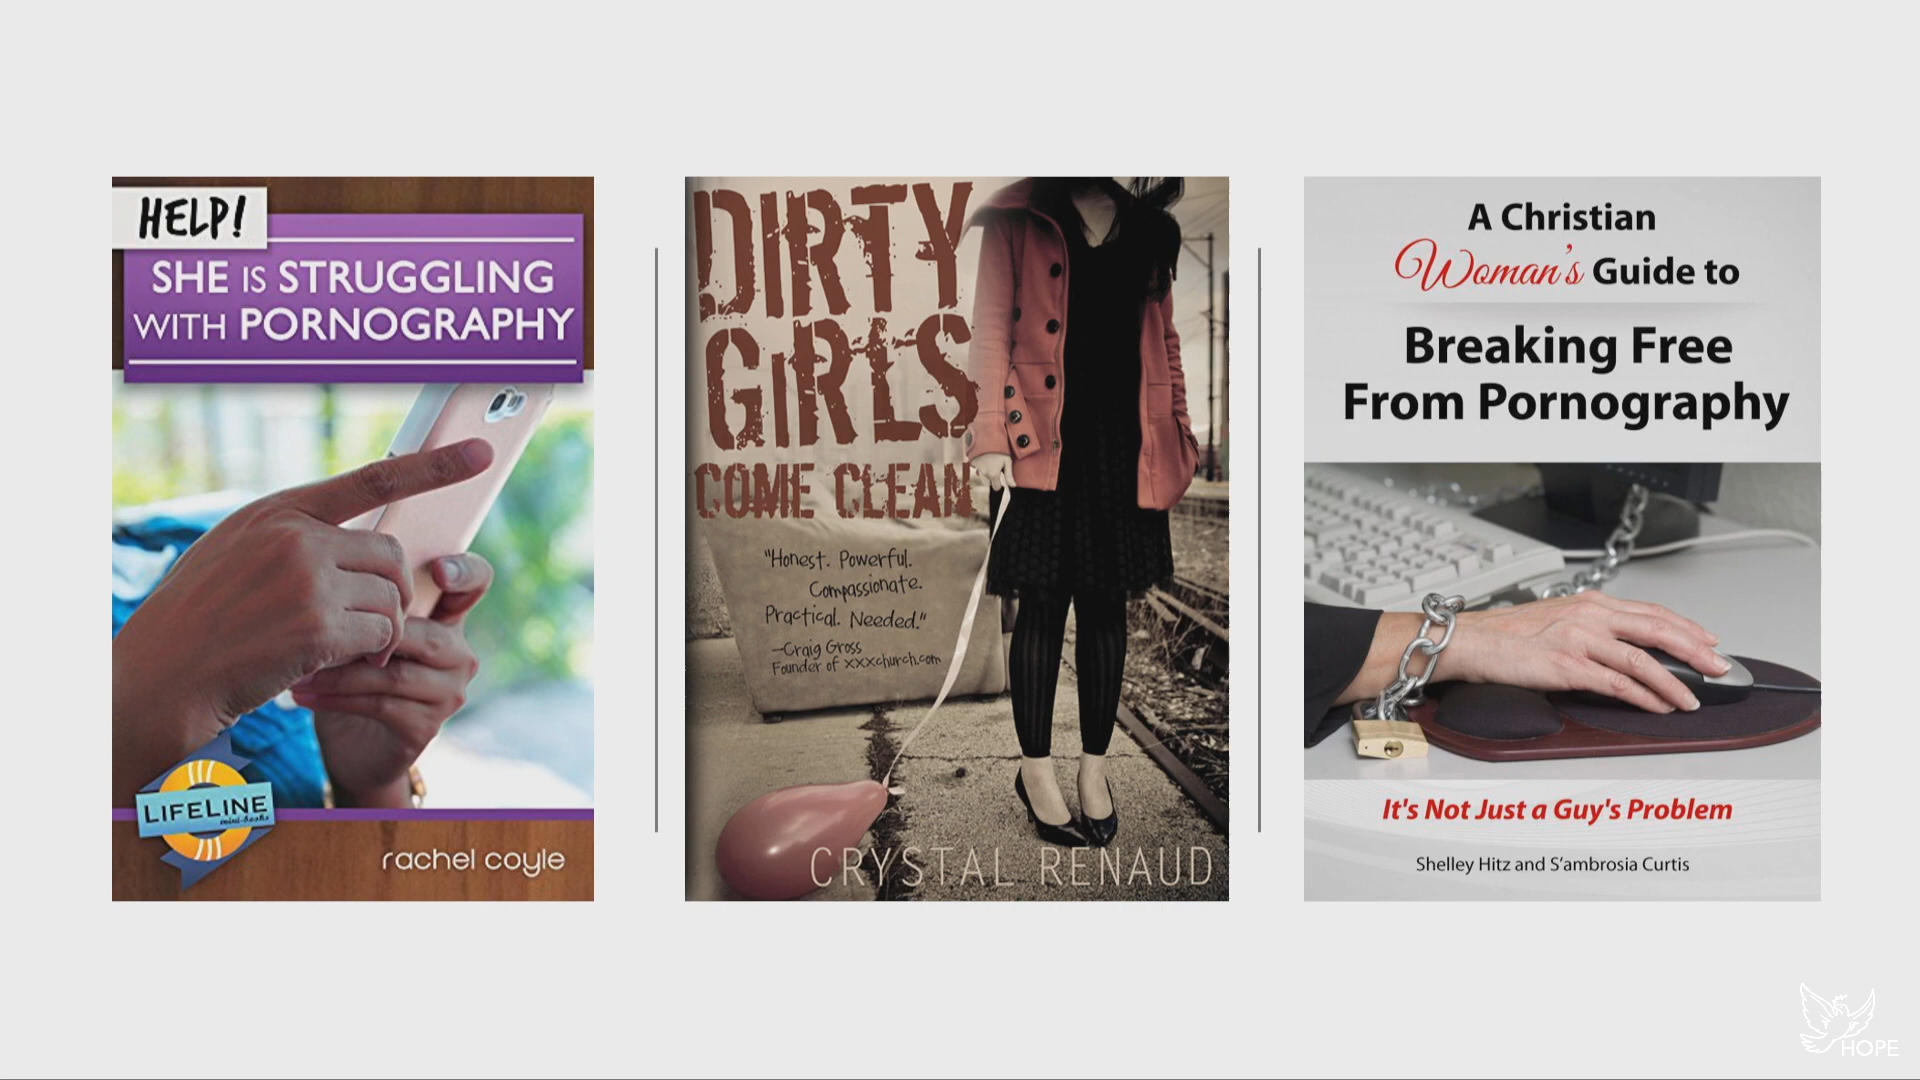 HELP!
SHE IS STRUGGLING
WITH PORNOGRAPHY
LIFELINE
mini-books
rachel coyle
DIRTY
GIRLS
COME CLEAN
"Honest. Powerful.
Compassionate.
Practical. Needed."
—Craig Gross
Founder of xxxchurch.com
CRYSTAL RENAUD
A Christian
Woman's Guide to
Breaking Free
From Pornography
It's Not Just a Guy's Problem
Shelley Hitz and S'ambrosia Curtis
HOPE